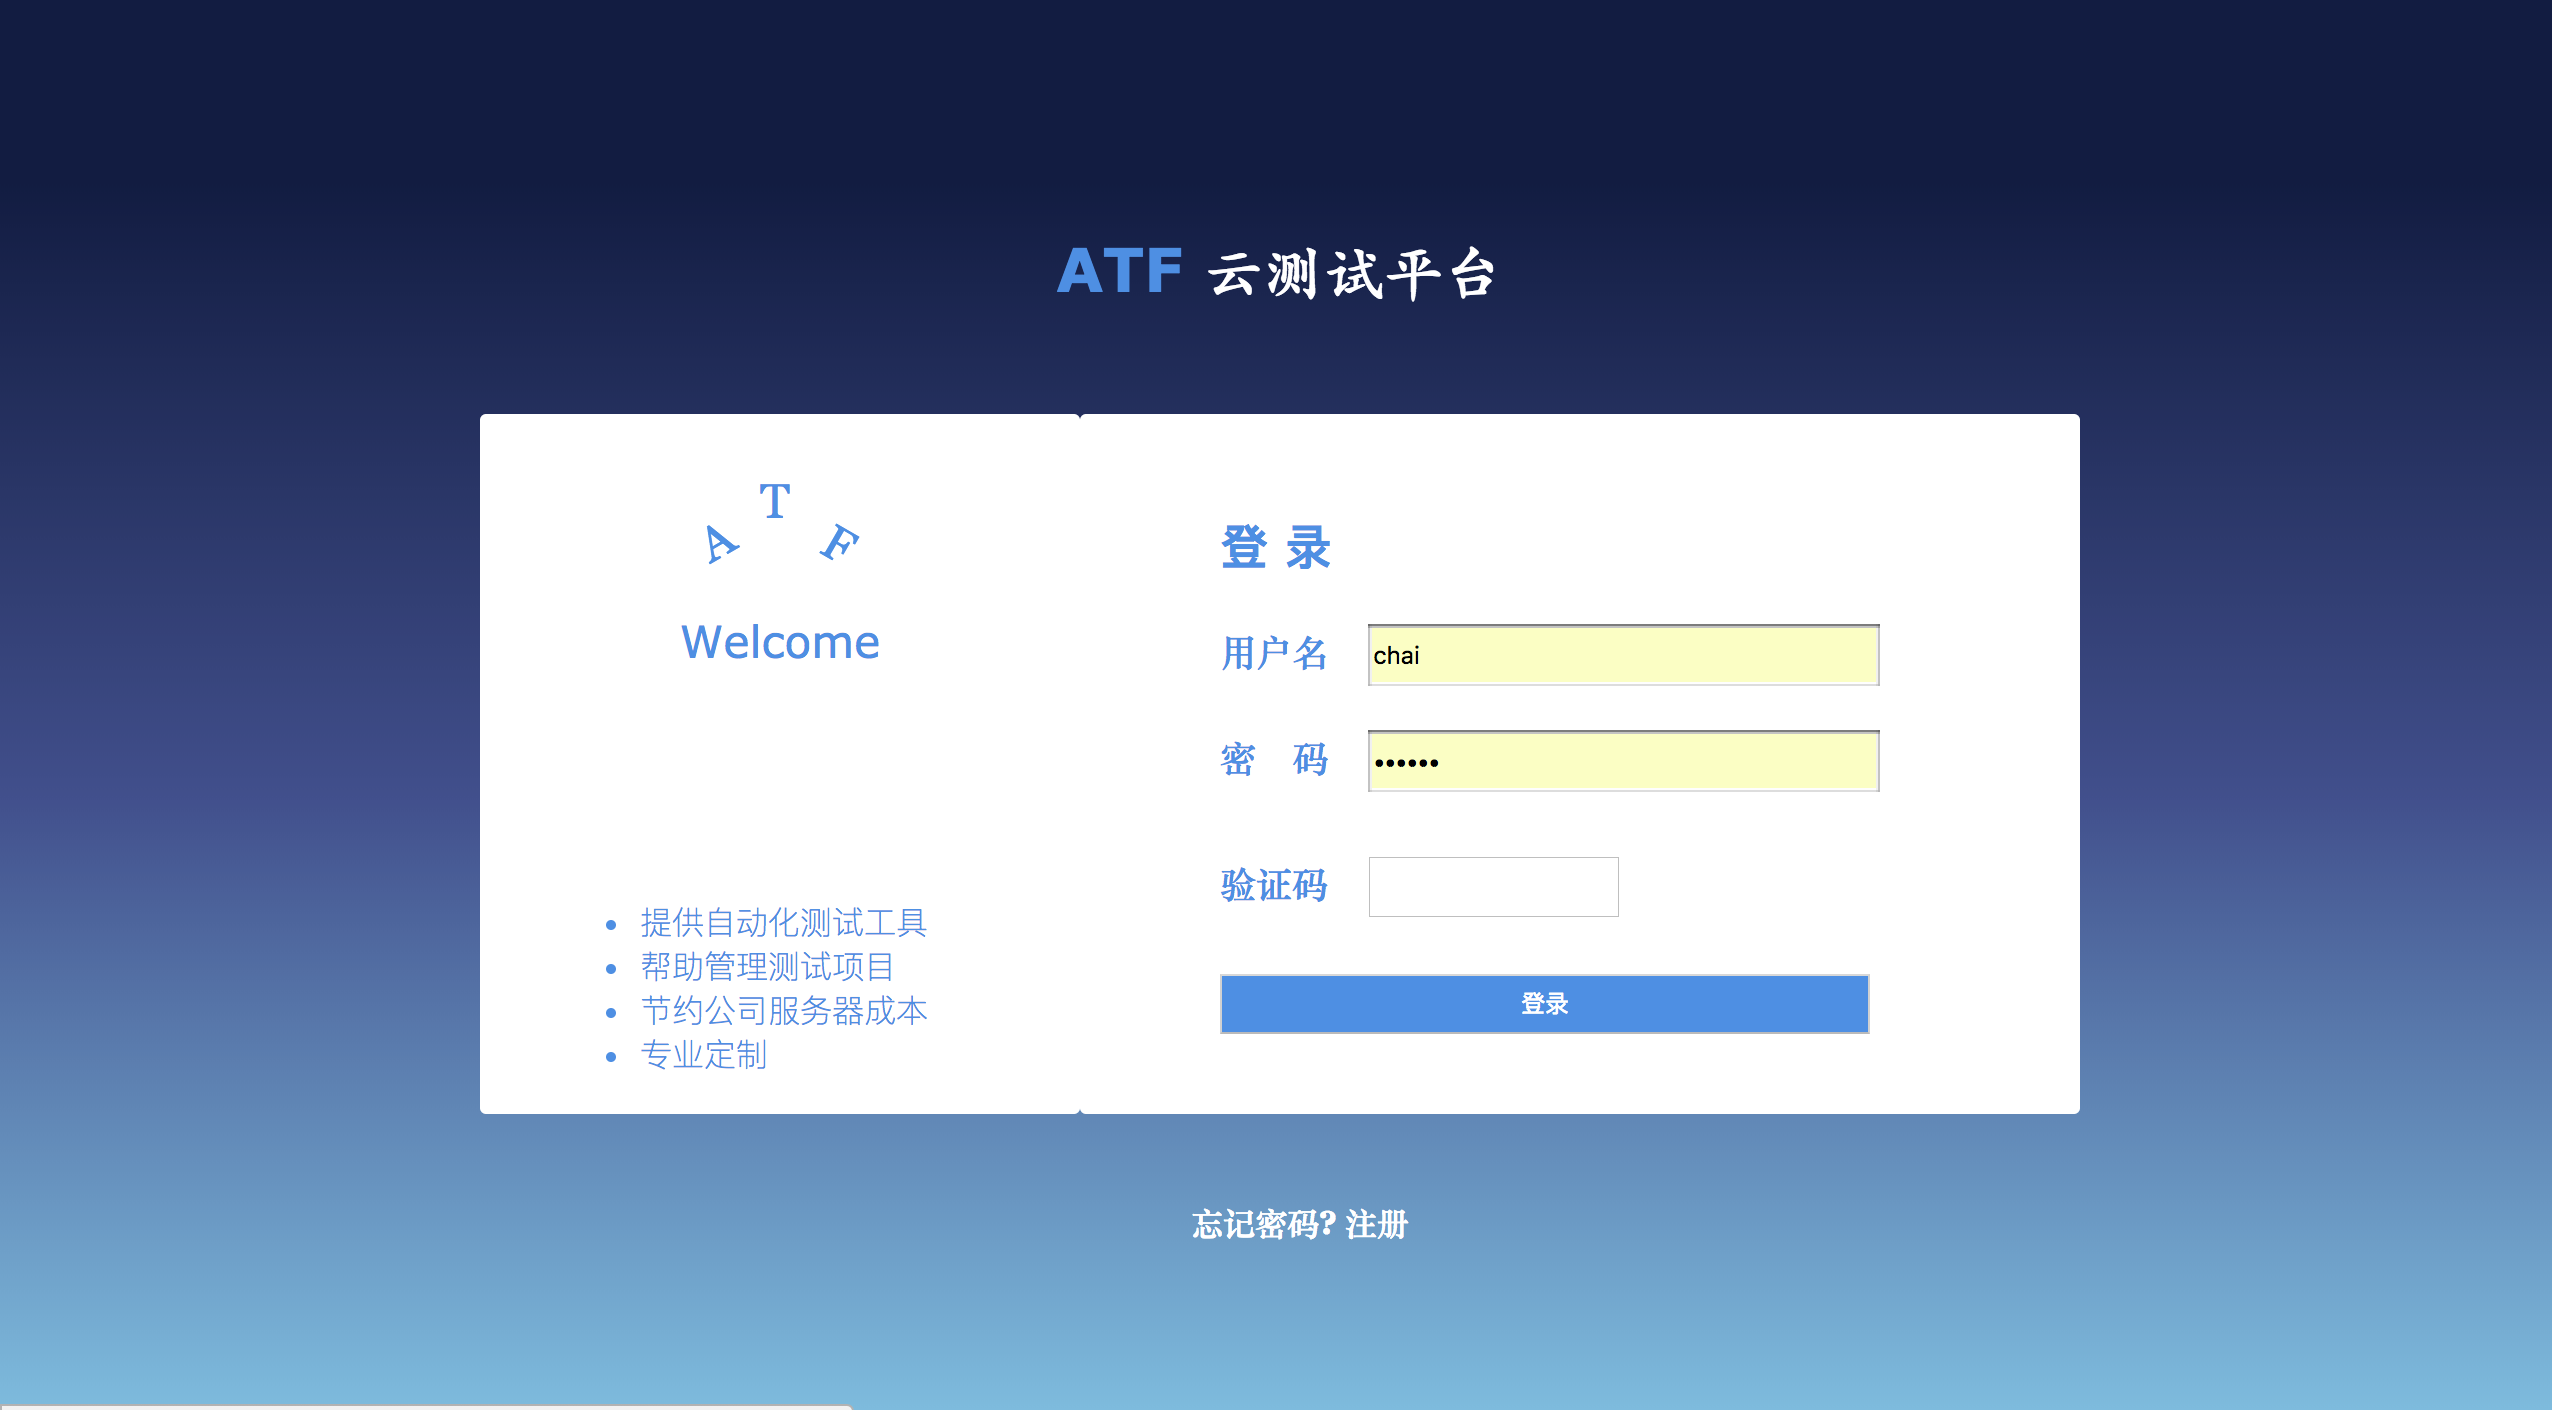 ATF 云测试平台
A T F
Welcome
提供自动化测试工具
帮助管理测试项目
节约公司服务器成本
专业定制
登 录
用户名 chai
密 码 ••••••
验证码
登录
忘记密码? 注册